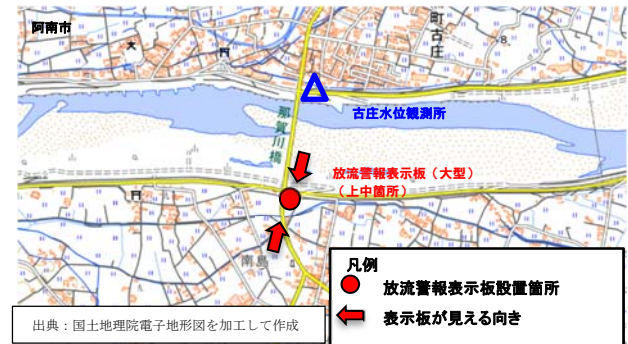 阿南市
町古庄
8
古庄水位観測所
那賀川橋
放流警報表示板（大型）
（上中箇所）
南島
凡例
放流警報表示板設置箇所
表示板が見える向き
出典：国土地理院電子地形図を加工して作成